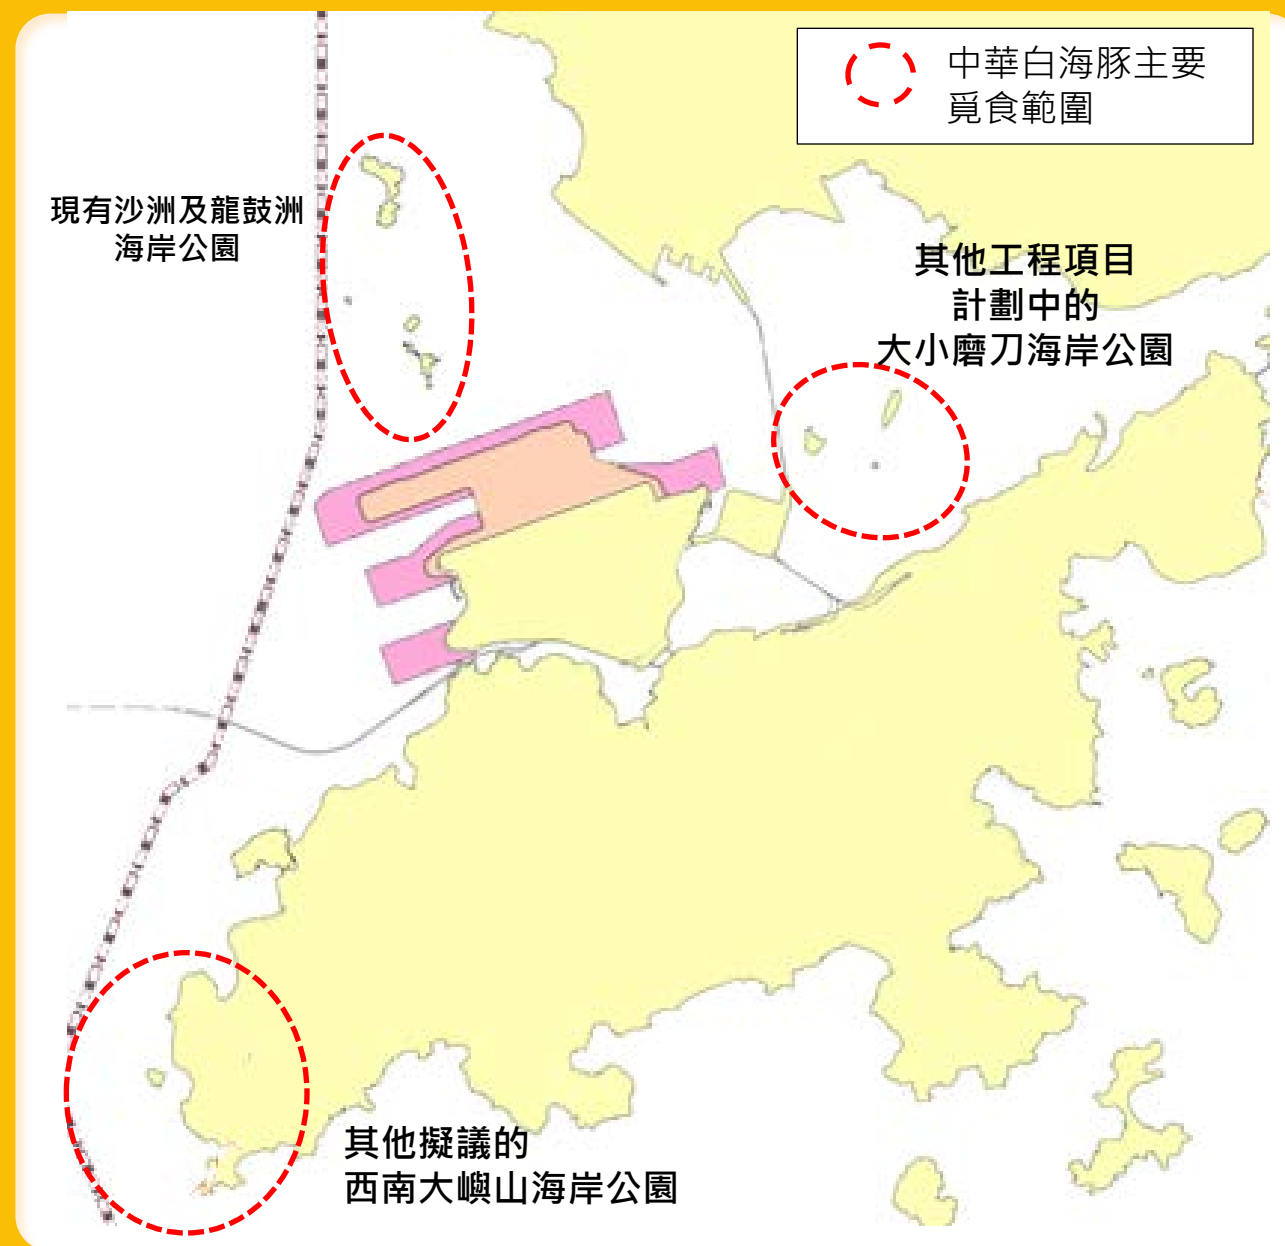 中華白海豚主要
覓食範圍
現有沙洲及龍鼓洲
海岸公園
其他工程項目
計劃中的
大小磨刀海岸公園
其他擬議的
西南大嶼山海岸公園